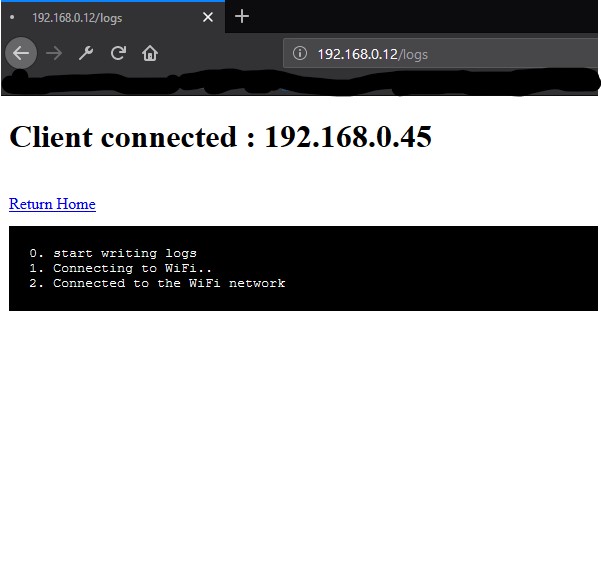 192.168.0.12/logs
192.168.0.12/logs
Client connected : 192.168.0.45
Return Home
0. start writing logs
1. Connecting to WiFi..
2. Connected to the WiFi network